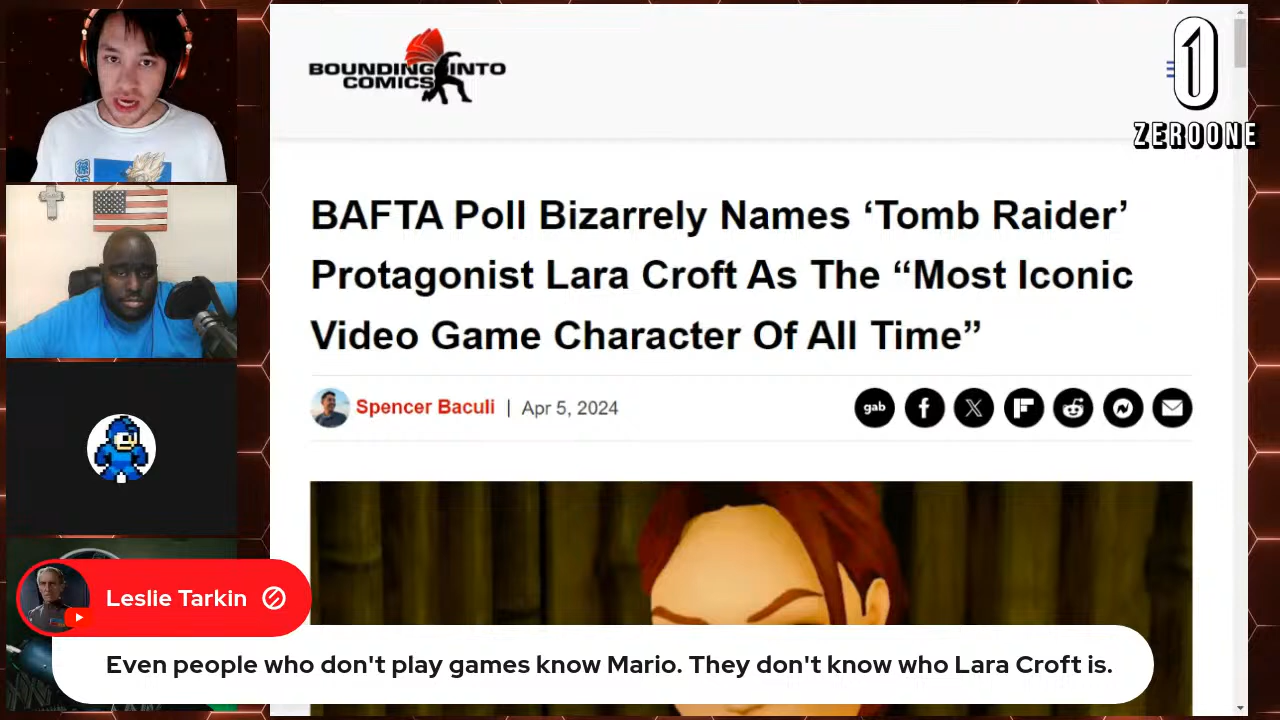 BOUNDING INTO
COMICS
ZEROONE
BAFTA Poll Bizarrely Names ‘Tomb Raider’
Protagonist Lara Croft As The “Most Iconic
Video Game Character Of All Time”
Spencer Baculi | Apr 5, 2024
gab
Leslie Tarkin
Even people who don't play games know Mario. They don't know who Lara Croft is.